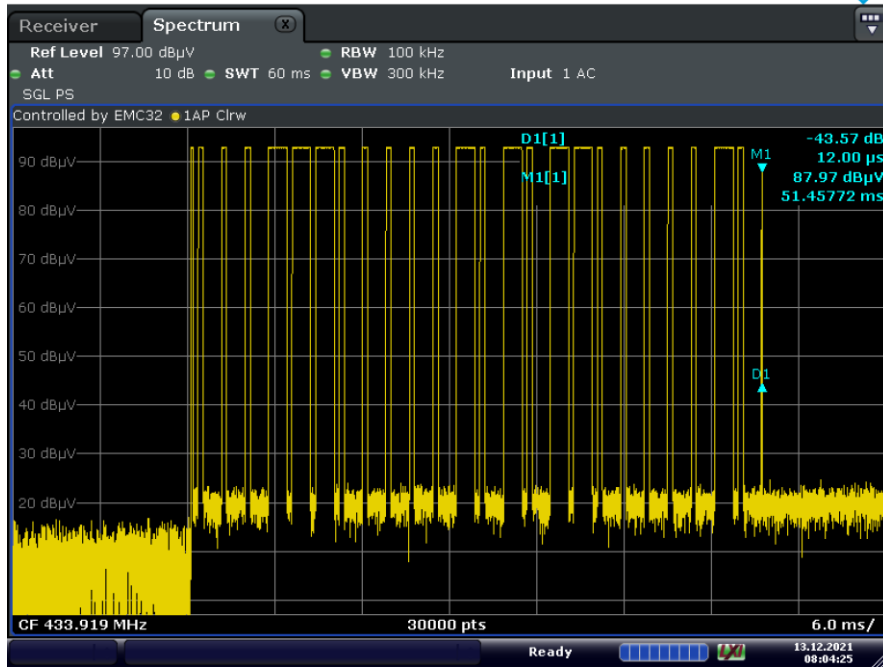 Receiver Spectrum X
Ref Level 97.00 dBµV RBW 100 kHz
Att 10 dB SWT 60 ms VBW 300 kHz Input 1 AC
SGL PS
Controlled by EMC32 1AP Clrw
D1[1] -43.57 dB
12.00 µs
M1[1] 87.97 dBµV
51.45772 ms
M1
90 dBµV
80 dBµV
70 dBµV
60 dBµV
50 dBµV
D1
40 dBµV
30 dBµV
20 dBµV
CF 433.919 MHz 30000 pts 6.0 ms/
Ready LXI 13.12.2021
08:04:25